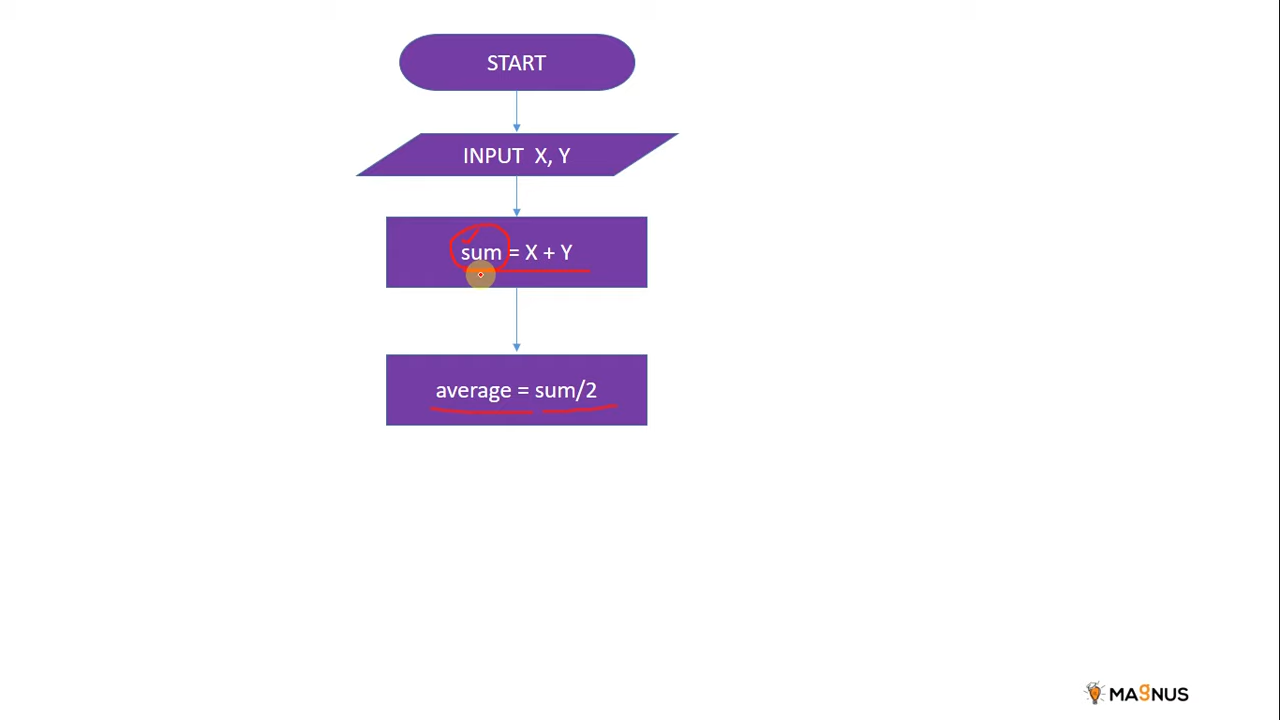 START
INPUT X, Y
sum = X + Y
average = sum/2
MAgNUS